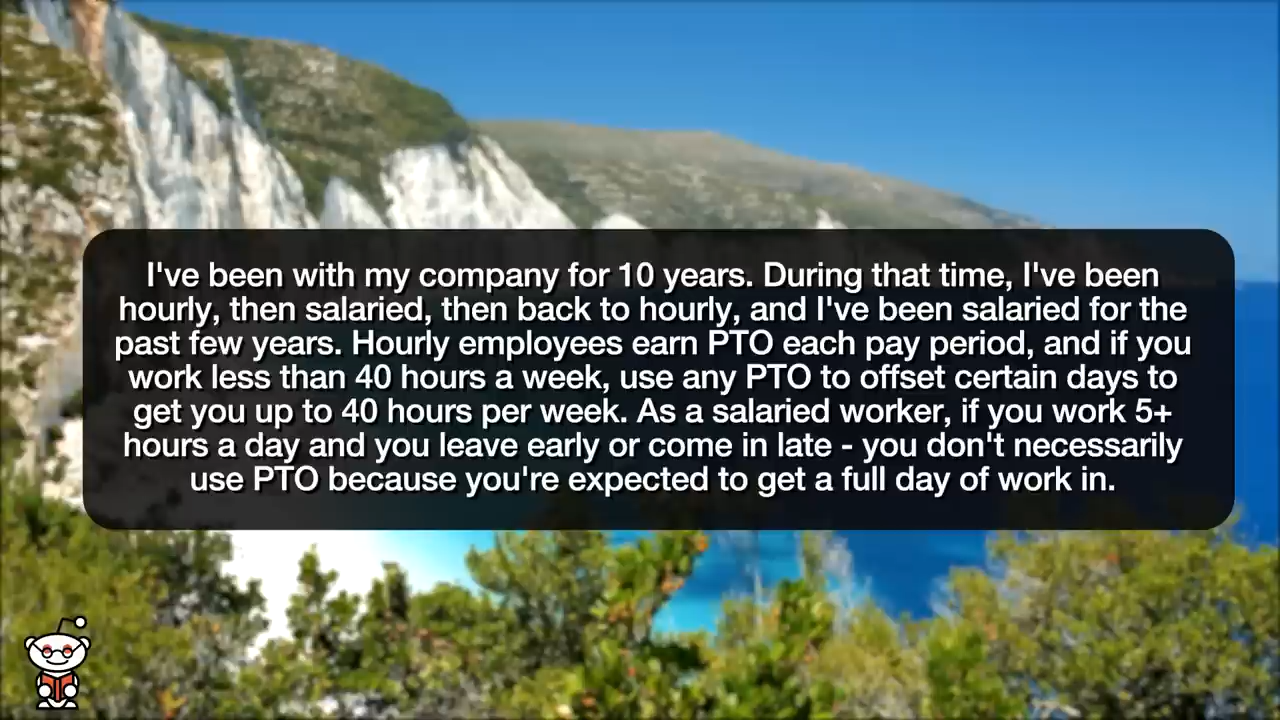 I've been with my company for 10 years. During that time, I've been
hourly, then salaried, then back to hourly, and I've been salaried for the
past few years. Hourly employees earn PTO each pay period, and if you
work less than 40 hours a week, use any PTO to offset certain days to
get you up to 40 hours per week. As a salaried worker, if you work 5+
hours a day and you leave early or come in late - you don't necessarily
use PTO because you're expected to get a full day of work in.